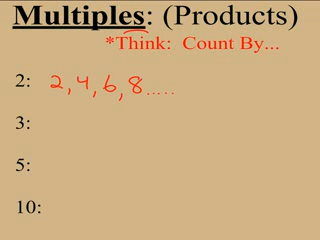 Multiples: (Products)
*Think: Count By...
2: 2, 4, 6, 8.....
3:
5:
10: